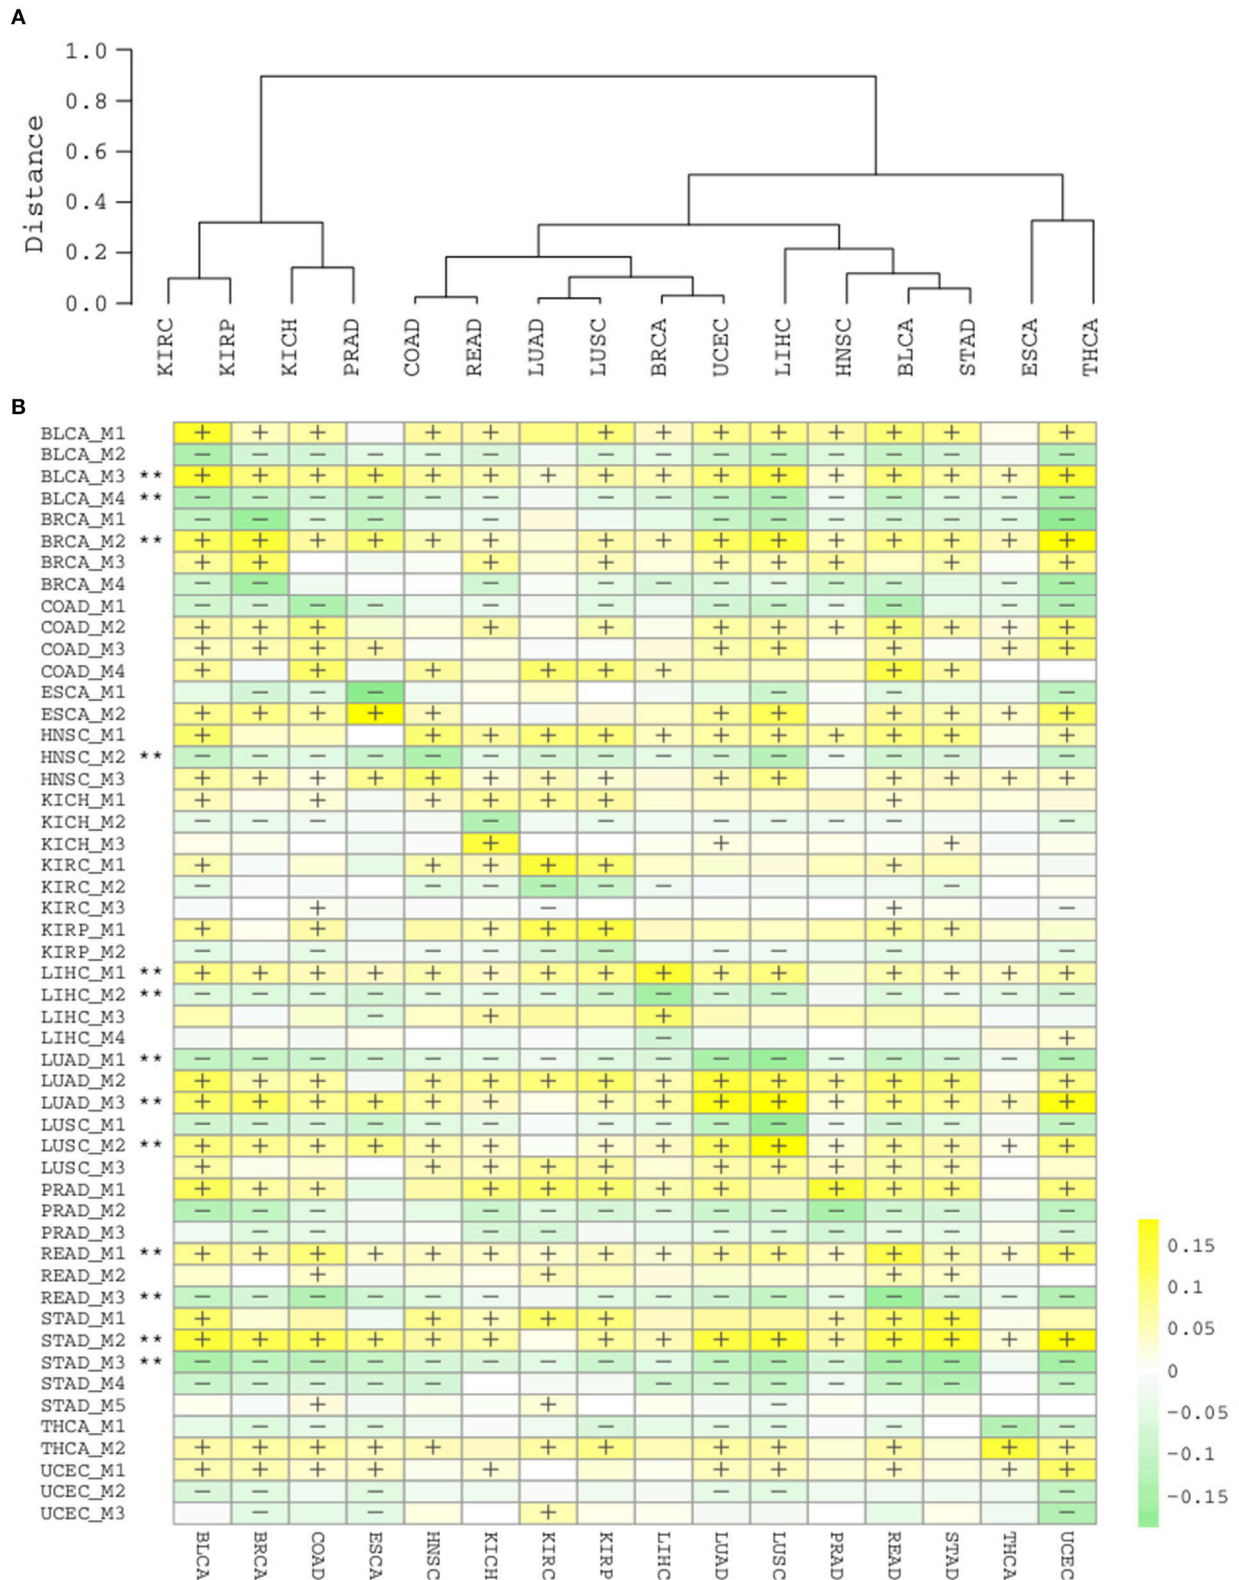 A
1.0
0.8
0.6
0.4
0.2
0.0
Distance
KIRC KIRP KICH PRAD COAD READ LUAD LUSC BRCA UCEC LIHC HNSC BLCA STAD ESCA THCA
B
BLCA_M1
BLCA_M2
BLCA_M3 **
BLCA_M4 **
BRCA_M1
BRCA_M2 **
BRCA_M3
BRCA_M4
COAD_M1
COAD_M2
COAD_M3
COAD_M4
ESCA_M1
ESCA_M2
HNSC_M1
HNSC_M2 **
HNSC_M3
KICH_M1
KICH_M2
KICH_M3
KIRC_M1
KIRC_M2
KIRC_M3
KIRP_M1
KIRP_M2
LIHC_M1 **
LIHC_M2 **
LIHC_M3
LIHC_M4
LUAD_M1 **
LUAD_M2
LUAD_M3 **
LUSC_M1
LUSC_M2 **
LUSC_M3
PRAD_M1
PRAD_M2
PRAD_M3
READ_M1 **
READ_M2
READ_M3 **
STAD_M1
STAD_M2 **
STAD_M3 **
STAD_M4
STAD_M5
THCA_M1
THCA_M2
UCEC_M1
UCEC_M2
UCEC_M3
BLCA BRCA COAD ESCA HNSC KICH KIRC KIRP LIHC LUAD LUSC PRAD READ STAD THCA UCEC
0.15
0.1
0.05
0
−0.05
−0.1
−0.15